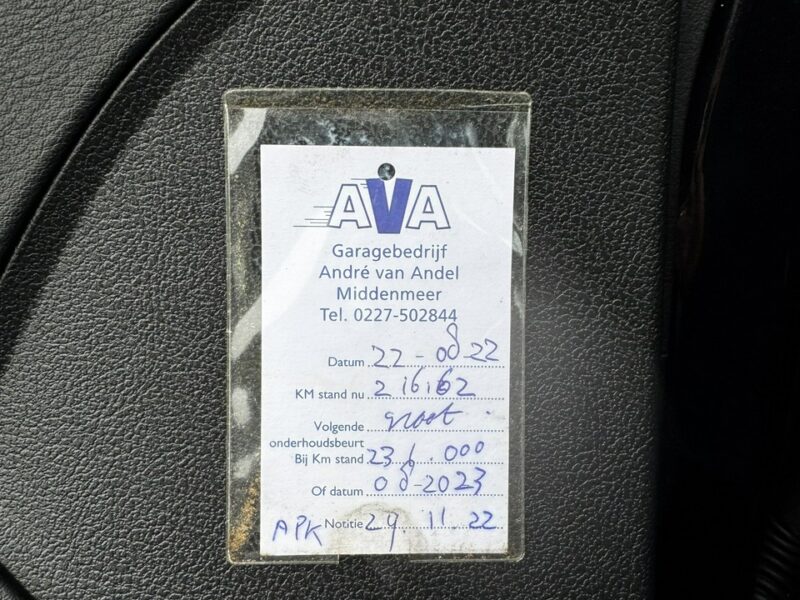 AVA
Garagebedrijf
André van Andel
Middenmeer
Tel. 0227-502844
Datum 22-08-22
KM stand nu 216162
Volgende groot
onderhoudsbeurt
Bij Km stand 236.000
Of datum 08-2023
APK Notitie 29.11.22